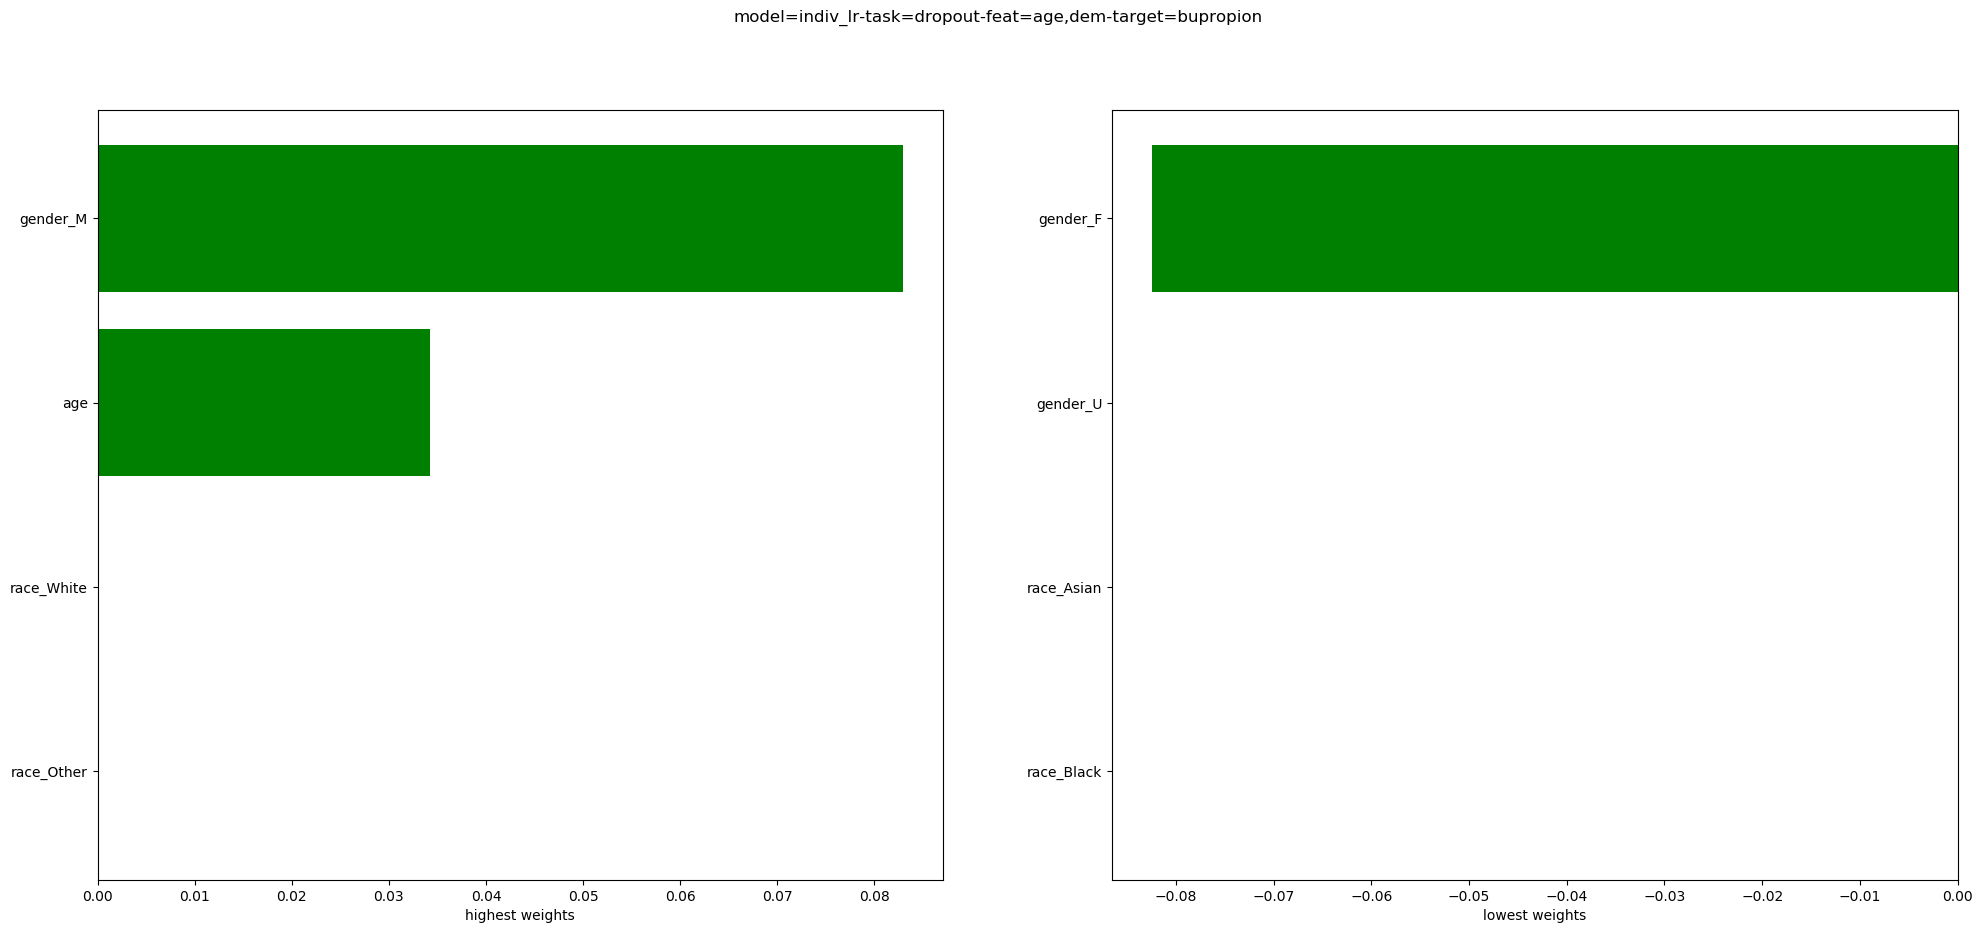 model=indiv_lr-task=dropout-feat=age,dem-target=bupropion
gender_M
age
race_White
race_Other
0.00 0.01 0.02 0.03 0.04 0.05 0.06 0.07 0.08
highest weights
gender_F
gender_U
race_Asian
race_Black
−0.08 −0.07 −0.06 −0.05 −0.04 −0.03 −0.02 −0.01 0.00
lowest weights